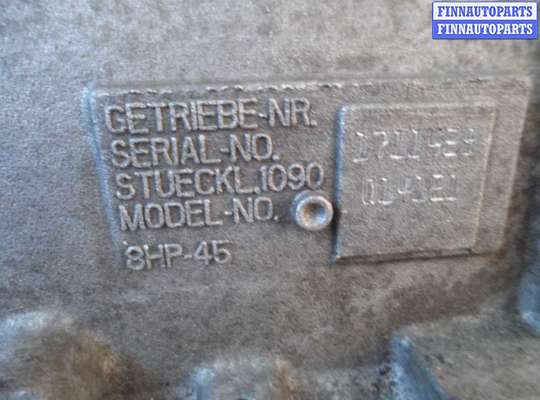 FINNAUTOPARTS
FINNAUTOPARTS
GETRIEBE-NR.
SERIAL-NO.
STUECKL.1090
MODEL-NO.
8HP-45